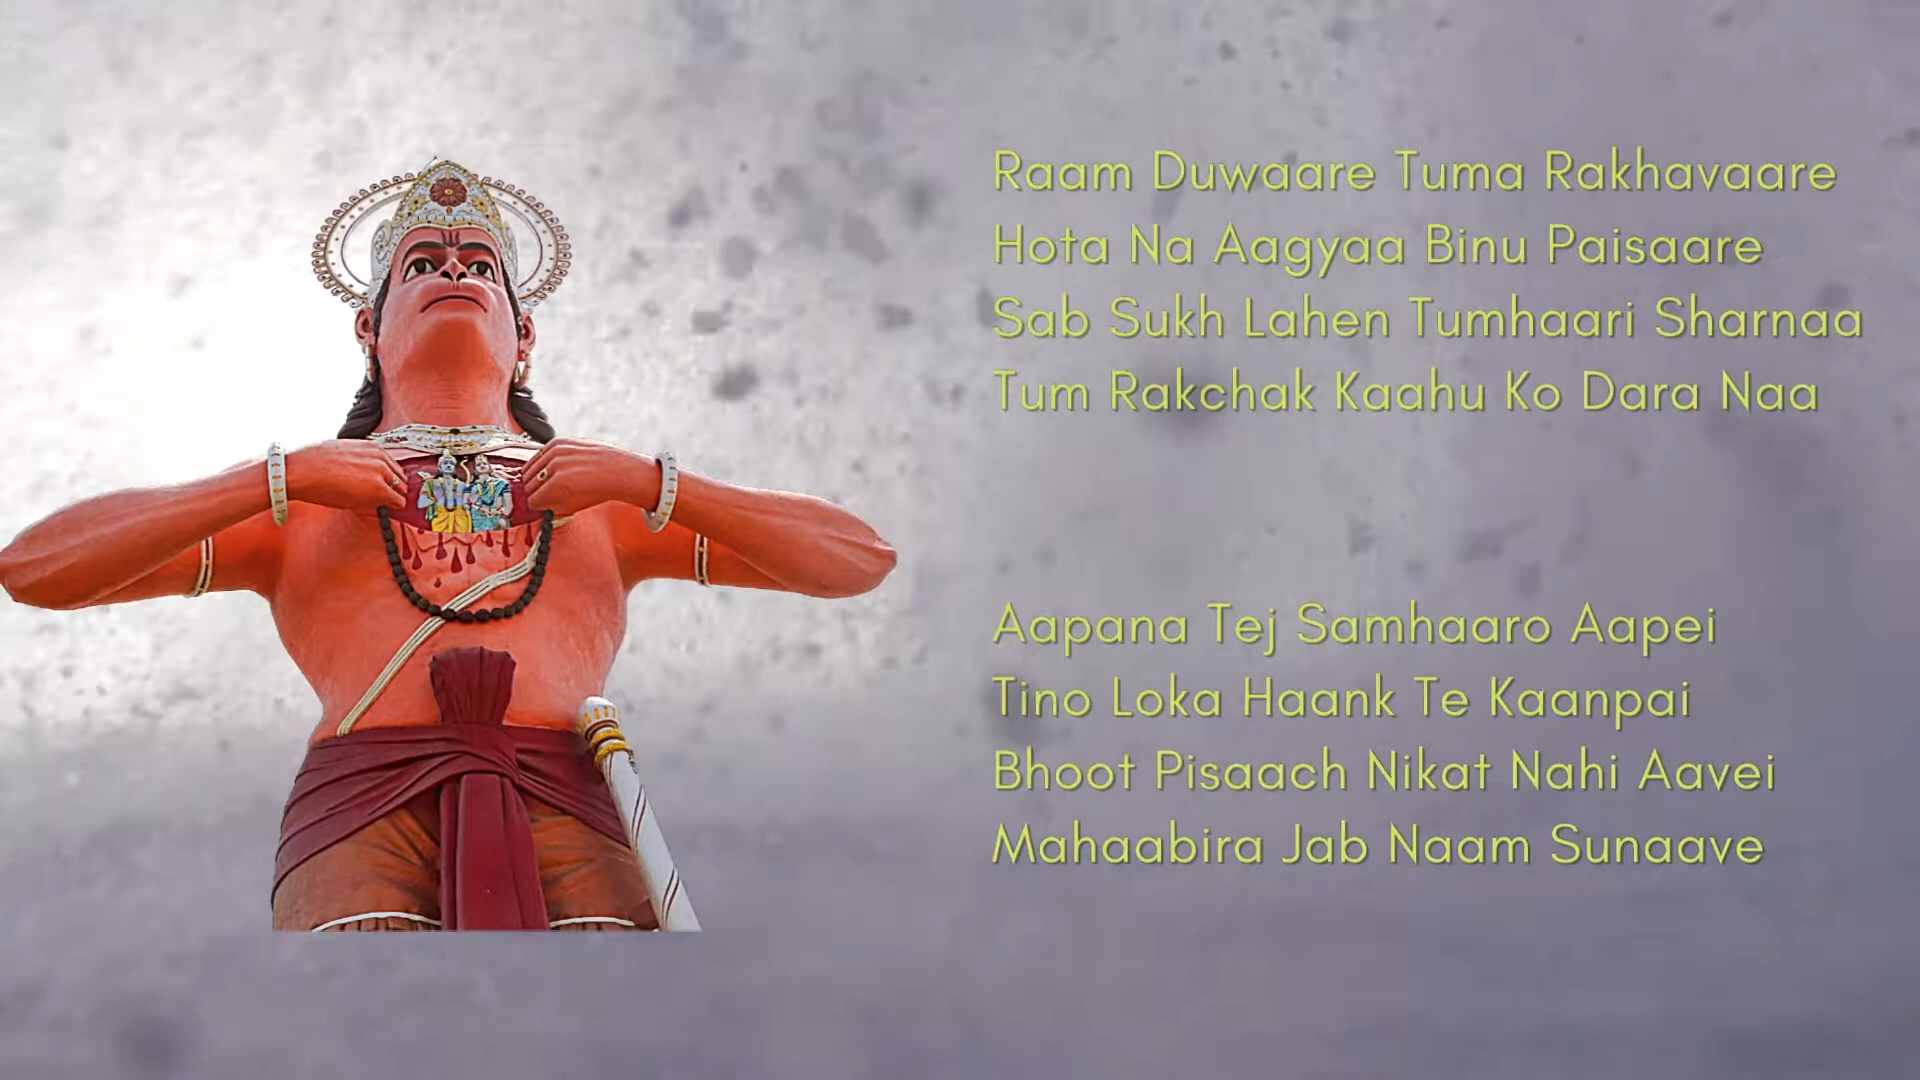 Raam Duwaare Tuma Rakhavaare
Hota Na Aagyaa Binu Paisaare
Sab Sukh Lahen Tumhaari Sharnaa
Tum Rakchak Kaahu Ko Dara Naa
Aapana Tej Samhaaro Aapei
Tino Loka Haank Te Kaanpai
Bhoot Pisaach Nikat Nahi Aavei
Mahaabira Jab Naam Sunaave